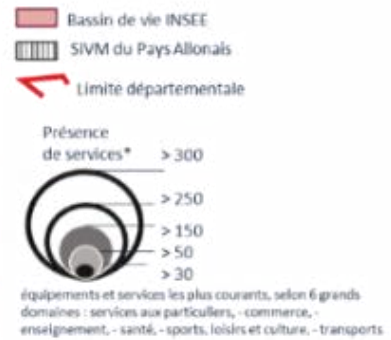 Bassin de vie INSEE
SIVM du Pays Allonais
Limite départementale
Présence
de services*
> 300
> 250
> 150
> 50
> 30
équipements et services les plus courants, selon 6 grands
domaines : services aux particuliers, - commerce, -
enseignement, - santé, - sports, loisirs et culture, - transports